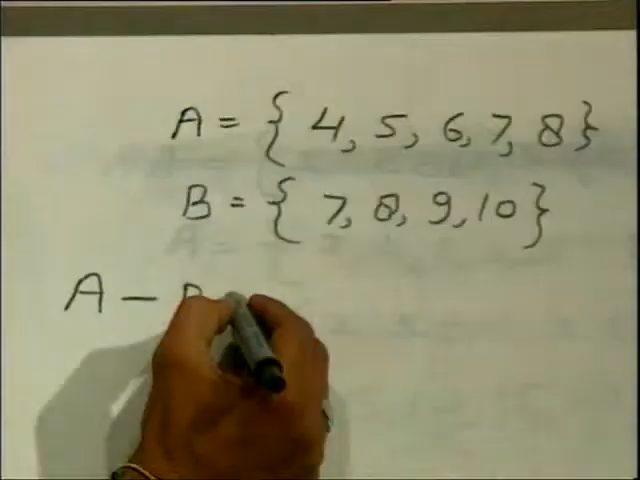 A = { 4, 5, 6, 7, 8 }
B = { 7, 8, 9, 10 }
A –